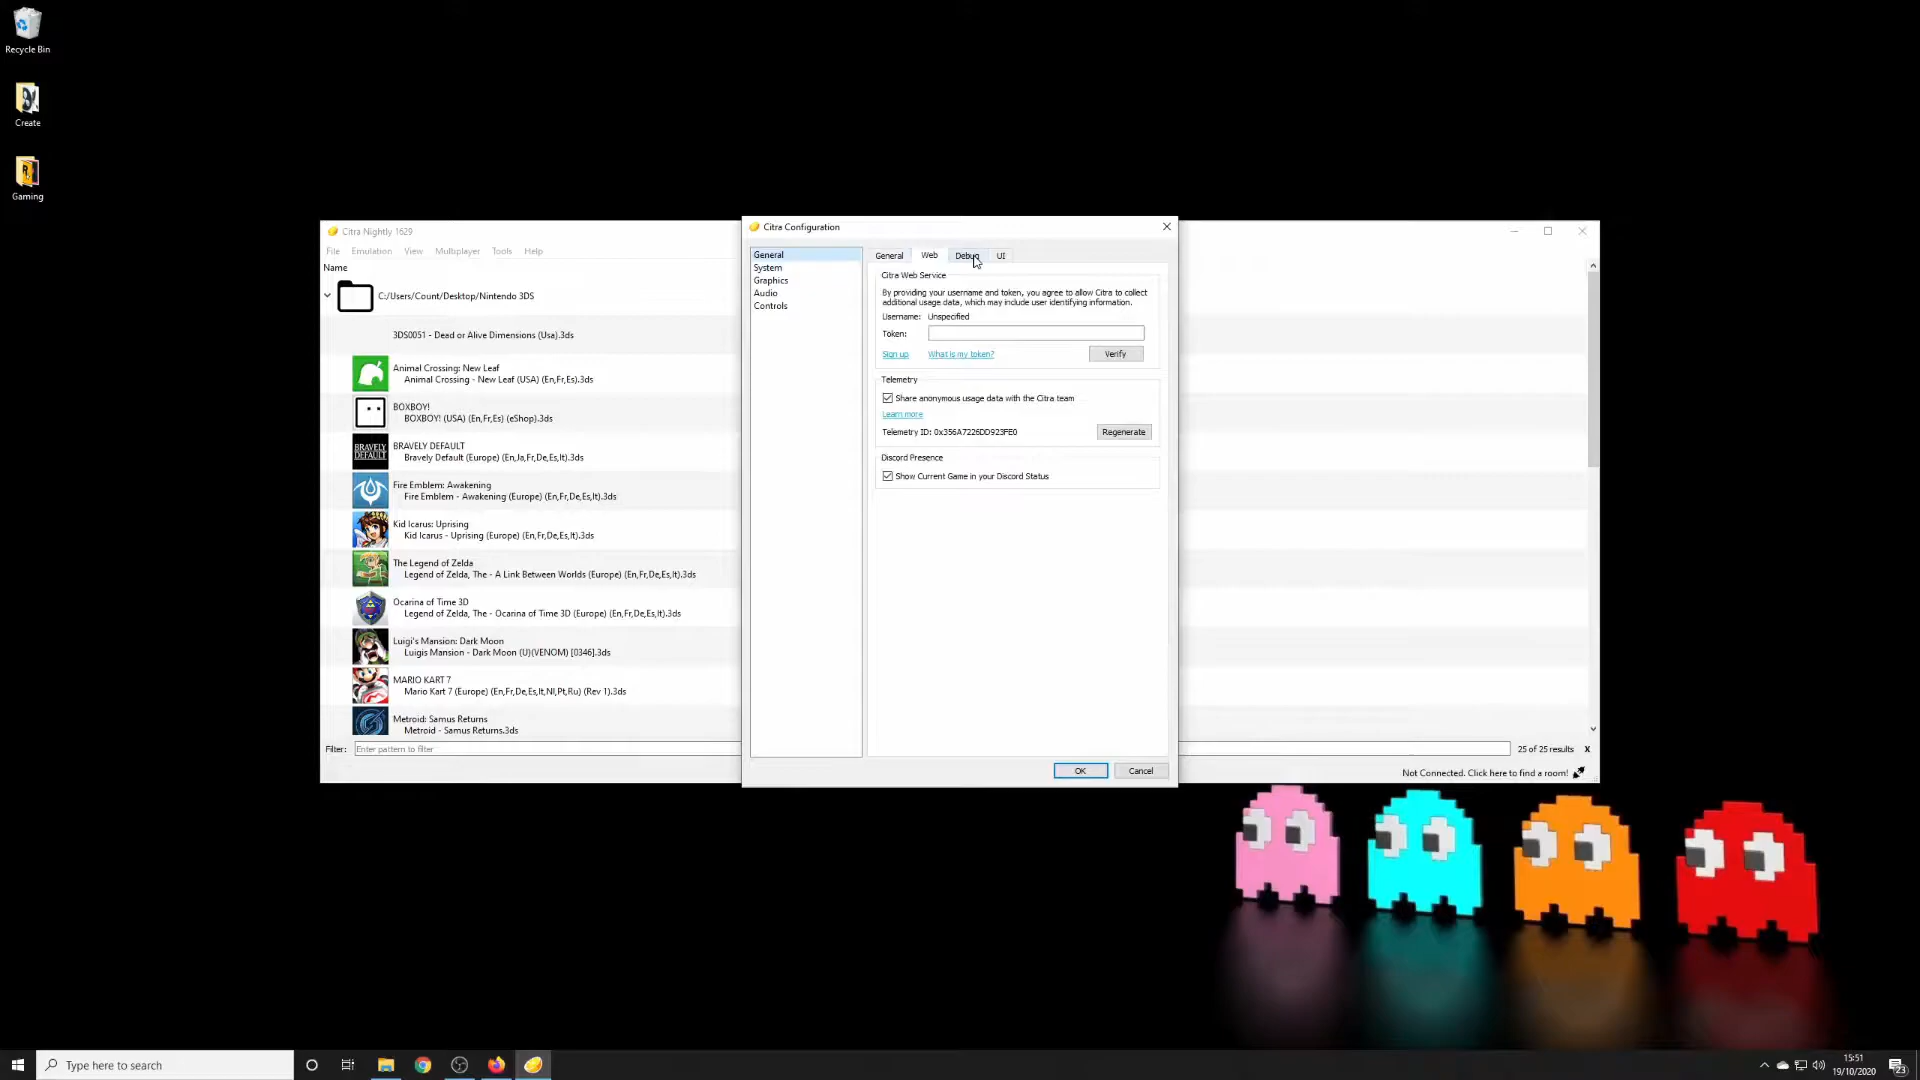 Recycle Bin
Create
Gaming
Citra Nightly 1629
File Emulation View Multiplayer Tools Help
Name
C:/Users/Count/Desktop/Nintendo 3DS
3DS0051 - Dead or Alive Dimensions (Usa).3ds
Animal Crossing: New Leaf
Animal Crossing - New Leaf (USA) (En,Fr,Es).3ds
BOXBOY!
BOXBOY! (USA) (En,Fr,Es) (eShop).3ds
BRAVELY DEFAULT
BRAVELY DEFAULT
Bravely Default (Europe) (En,Ja,Fr,De,Es,It).3ds
Fire Emblem: Awakening
Fire Emblem - Awakening (Europe) (En,Fr,De,Es,It).3ds
Kid Icarus: Uprising
Kid Icarus - Uprising (Europe) (En,Fr,De,Es,It).3ds
The Legend of Zelda
Legend of Zelda, The - A Link Between Worlds (Europe) (En,Fr,De,Es,It).3ds
Ocarina of Time 3D
Legend of Zelda, The - Ocarina of Time 3D (Europe) (En,Fr,De,Es,It).3ds
Luigi's Mansion: Dark Moon
Luigis Mansion - Dark Moon (U)(VENOM) [0346].3ds
MARIO KART 7
Mario Kart 7 (Europe) (En,Fr,De,Es,It,Nl,Pt,Ru) (Rev 1).3ds
Metroid: Samus Returns
Metroid - Samus Returns.3ds
Filter: Enter pattern to filter
25 of 25 results X
Not Connected. Click here to find a room!
Citra Configuration
General
System
Graphics
Audio
Controls
General Web Debug UI
Citra Web Service
By providing your username and token, you agree to allow Citra to collect
additional usage data, which may include user identifying information.
Username: Unspecified
Token:
Sign up What is my token? Verify
Telemetry
Share anonymous usage data with the Citra team
Learn more
Telemetry ID: 0x356A7226DD923FE0 Regenerate
Discord Presence
Show Current Game in your Discord Status
OK Cancel
Type here to search
15:51
19/10/2020
23